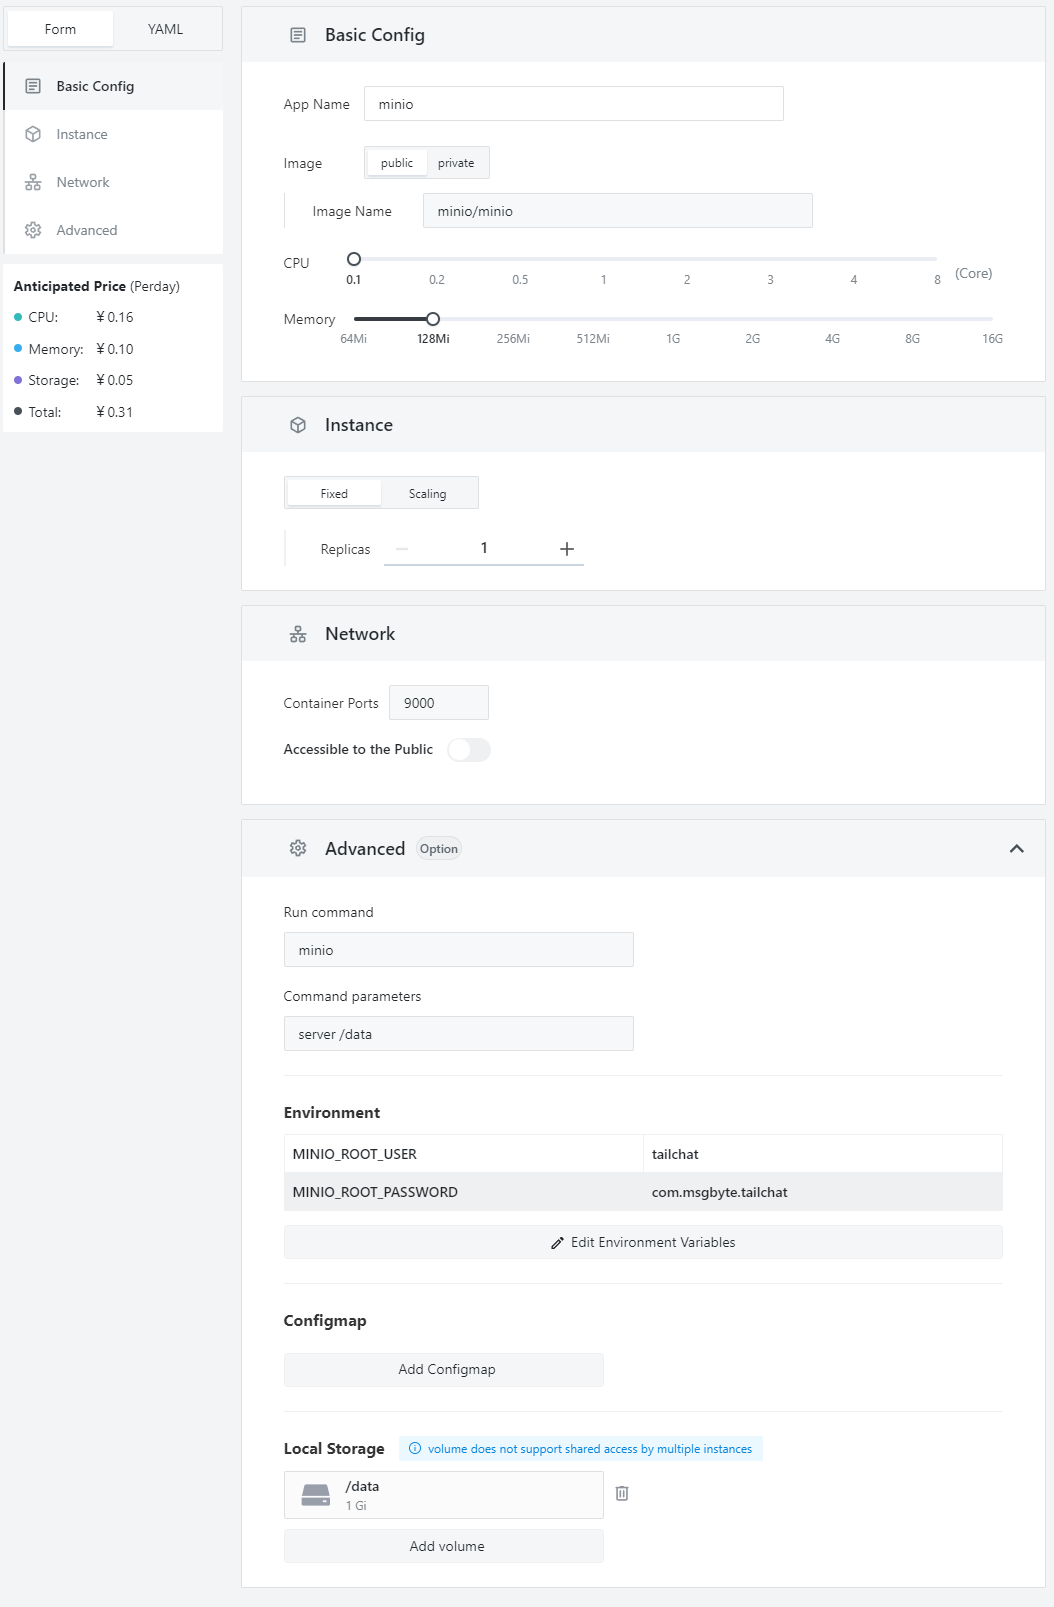 Form YAML
Basic Config
Instance
Network
Advanced
Anticipated Price (Perday)
CPU: ¥ 0.16
Memory: ¥ 0.10
Storage: ¥ 0.05
Total: ¥ 0.31
Basic Config
App Name minio
Image public private
Image Name minio/minio
CPU
0.1 0.2 0.5 1 2 3 4 8 (Core)
Memory
64Mi 128Mi 256Mi 512Mi 1G 2G 4G 8G 16G
Instance
Fixed Scaling
Replicas 1
Network
Container Ports 9000
Accessible to the Public
Advanced Option
Run command
minio
Command parameters
server /data
Environment
MINIO_ROOT_USER tailchat
MINIO_ROOT_PASSWORD com.msgbyte.tailchat
Edit Environment Variables
Configmap
Add Configmap
Local Storage volume does not support shared access by multiple instances
/data
1 Gi
Add volume